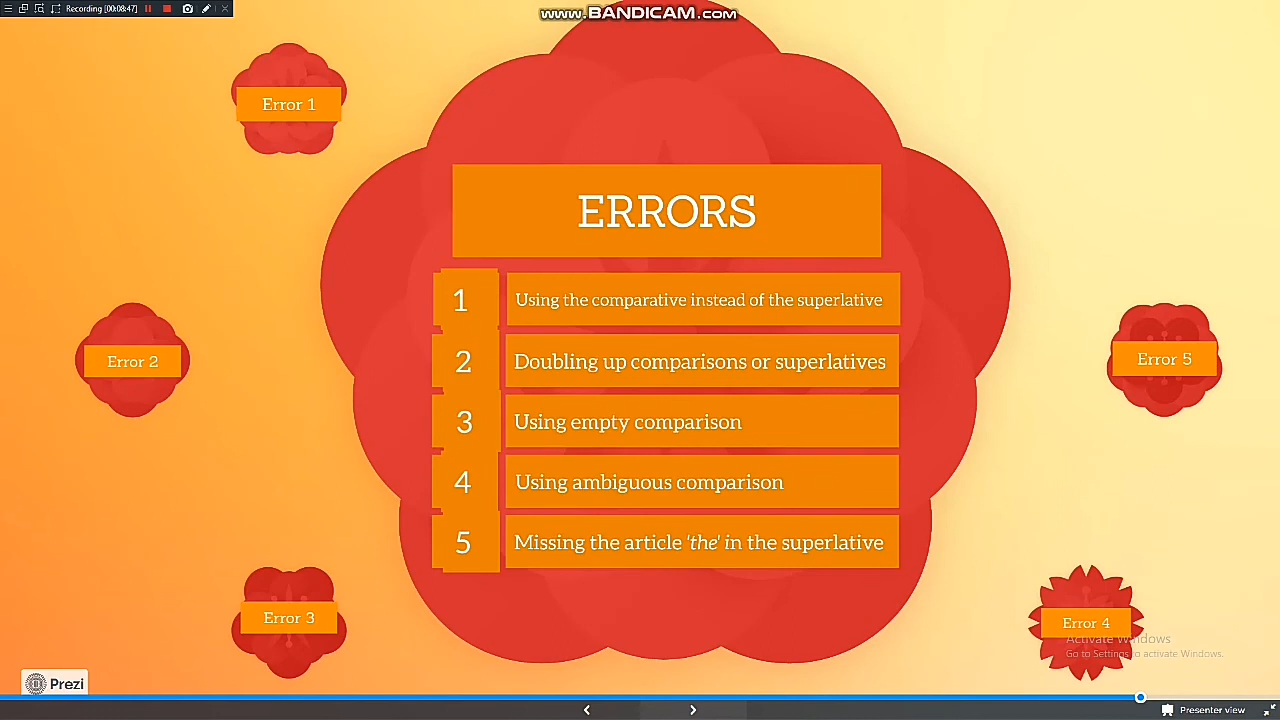 Recording [00:08:47]
www.BANDICAM.com
Error 1
ERRORS
1 Using the comparative instead of the superlative
2 Doubling up comparisons or superlatives
3 Using empty comparison
4 Using ambiguous comparison
5 Missing the article 'the' in the superlative
Error 2
Error 5
Error 3
Error 4
Activate Windows
Go to Settings to activate Windows.
Prezi
Presenter view